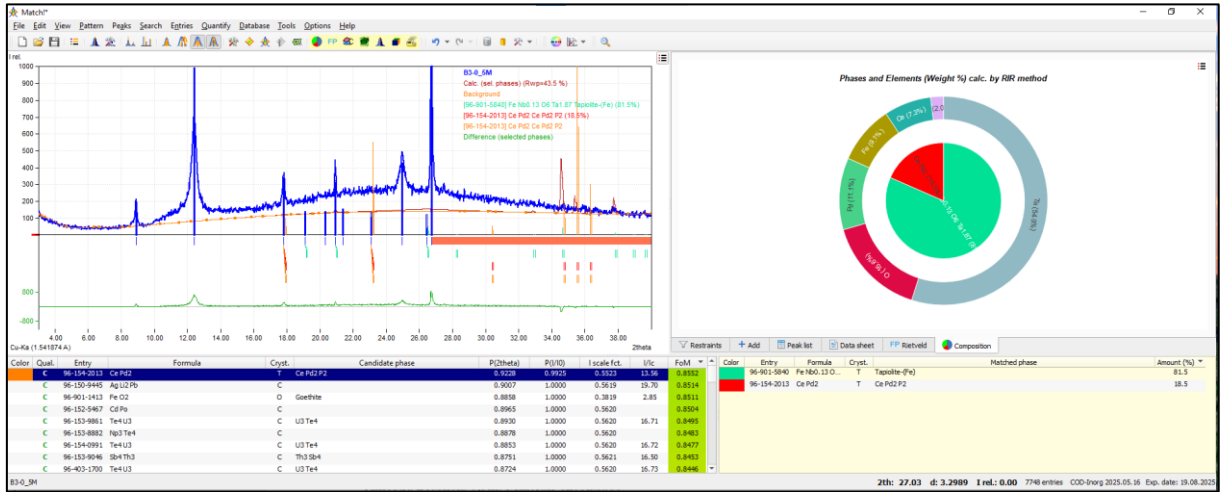 Match!*
File Edit View Pattern Peaks Search Entries Quantify Database Tools Options Help
I rel.
B3-0_5M
Calc. (sel. phases) (Rwp=43.5 %)
Background
[96-901-5840] Fe Nb0.13 O6 Ta1.87 Tapiolite-(Fe) (81.5%)
[96-154-2013] Ce Pd2 Ce Pd2 P2 (18.5%)
[96-154-2013] Ce Pd2 Ce Pd2 P2
Difference (selected phases)
1000
900
800
700
600
500
400
300
200
100
800
-800
4.00 6.00 8.00 10.00 12.00 14.00 16.00 18.00 20.00 22.00 24.00 26.00 28.00 30.00 32.00 34.00 36.00 38.00
Cu-Ka (1.541874 A) 2theta
Phases and Elements (Weight %) calc. by RIR method
Ce (7.3%)
Fe (9.1%)
Pd (11.1%)
Restraints Add Peak list Data sheet FP Rietveld Composition
Color Qual. Entry Formula Cryst. Candidate phase P(2theta) P(I/I0) I scale fct. I/Ic FoM
C 96-154-2013 Ce Pd2 T Ce Pd2 P2 0.9228 0.9925 0.5523 13.56 0.8552
C 96-150-9445 Ag Li2 Pb C 0.9007 1.0000 0.5619 19.70 0.8514
C 96-901-1413 Fe O2 O Goethite 0.8858 1.0000 0.3819 2.85 0.8511
C 96-152-5467 Cd Po C 0.8965 1.0000 0.5620 0.8504
C 96-153-9861 Te4 U3 C U3 Te4 0.8930 1.0000 0.5620 16.71 0.8495
C 96-153-8882 Np3 Te4 C 0.8878 1.0000 0.5620 0.8483
C 96-154-0991 Te4 U3 C U3 Te4 0.8853 1.0000 0.5620 16.72 0.8477
C 96-153-9046 Sb4 Th3 C Th3 Sb4 0.8751 1.0000 0.5621 16.50 0.8453
C 96-403-1700 Te4 U3 C U3 Te4 0.8724 1.0000 0.5620 16.73 0.8446
Color Entry Formula Cryst. Matched phase Amount (%)
96-901-5840 Fe Nb0.13 O... T Tapiolite-(Fe) 81.5
96-154-2013 Ce Pd2 T Ce Pd2 P2 18.5
B3-0_5M 2th: 27.03 d: 3.2989 I rel.: 0.00 7748 entries COD-Inorg 2025.05.16 Exp. date: 19.08.2025